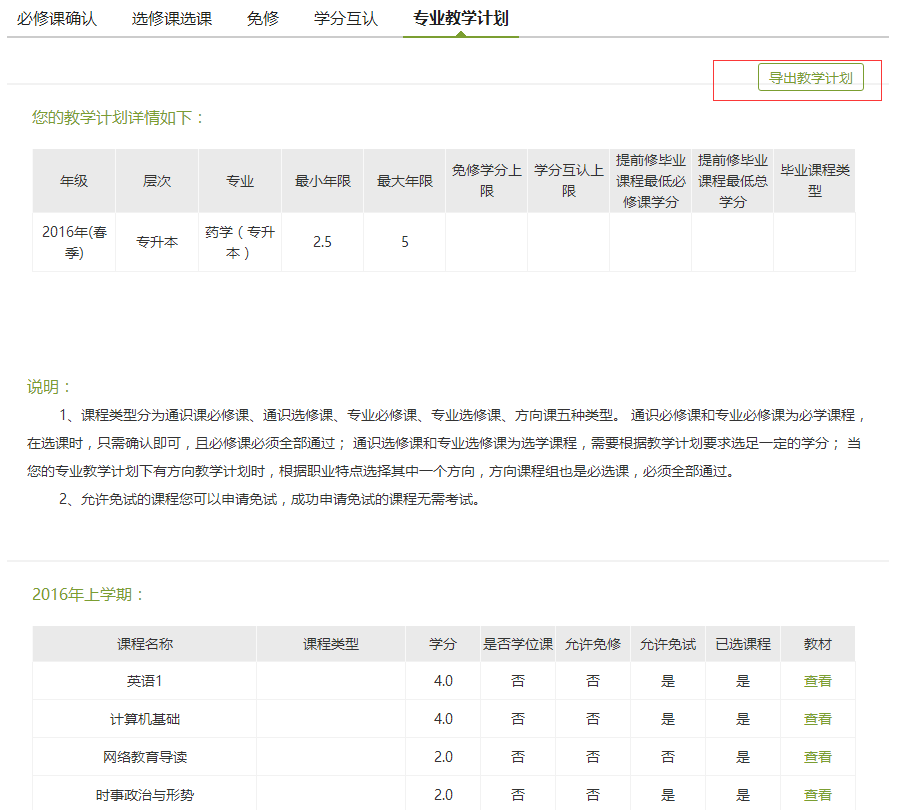 必修课确认 选修课选课 免修 学分互认 专业教学计划
导出教学计划
您的教学计划详情如下：
年级 层次 专业 最小年限 最大年限 免修学分上限 学分互认上限 提前修毕业课程最低必修课学分 提前修毕业课程最低总学分 毕业课程类型
2016年(春季) 专升本 药学（专升本） 2.5 5
说明：
1、课程类型分为通识课必修课、通识选修课、专业必修课、专业选修课、方向课五种类型。 通识必修课和专业必修课为必学课程，
在选课时，只需确认即可，且必修课必须全部通过； 通识选修课和专业选修课为选学课程，需要根据教学计划要求选足一定的学分； 当
您的专业教学计划下有方向教学计划时，根据职业特点选择其中一个方向，方向课程组也是必选课，必须全部通过。
2、允许免试的课程您可以申请免试，成功申请免试的课程无需考试。
2016年上学期：
课程名称 课程类型 学分 是否学位课 允许免修 允许免试 已选课程 教材
英语1 4.0 否 否 是 是 查看
计算机基础 4.0 否 否 是 是 查看
网络教育导读 2.0 否 否 否 是 查看
时事政治与形势 2.0 否 否 是 是 查看